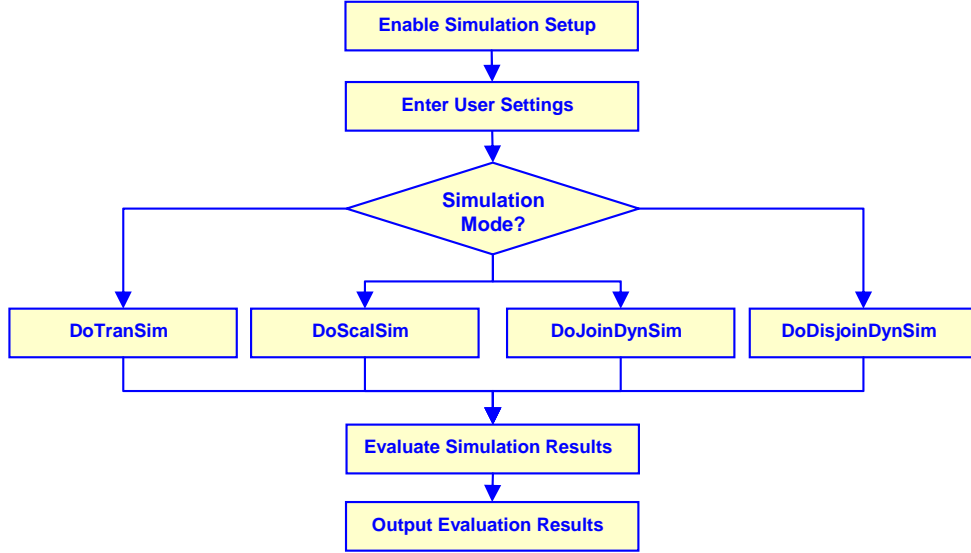 Enable Simulation Setup
Enter User Settings
Simulation
Mode?
DoTranSim
DoScalSim
DoJoinDynSim
DoDisjoinDynSim
Evaluate Simulation Results
Output Evaluation Results